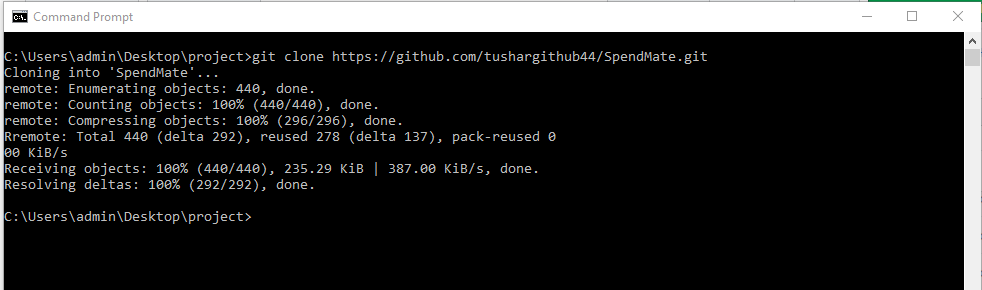 Command Prompt
C:\Users\admin\Desktop\project>git clone https://github.com/tushargithub44/SpendMate.git
Cloning into 'SpendMate'...
remote: Enumerating objects: 440, done.
remote: Counting objects: 100% (440/440), done.
remote: Compressing objects: 100% (296/296), done.
Rremote: Total 440 (delta 292), reused 278 (delta 137), pack-reused 0
00 KiB/s
Receiving objects: 100% (440/440), 235.29 KiB | 387.00 KiB/s, done.
Resolving deltas: 100% (292/292), done.
C:\Users\admin\Desktop\project>